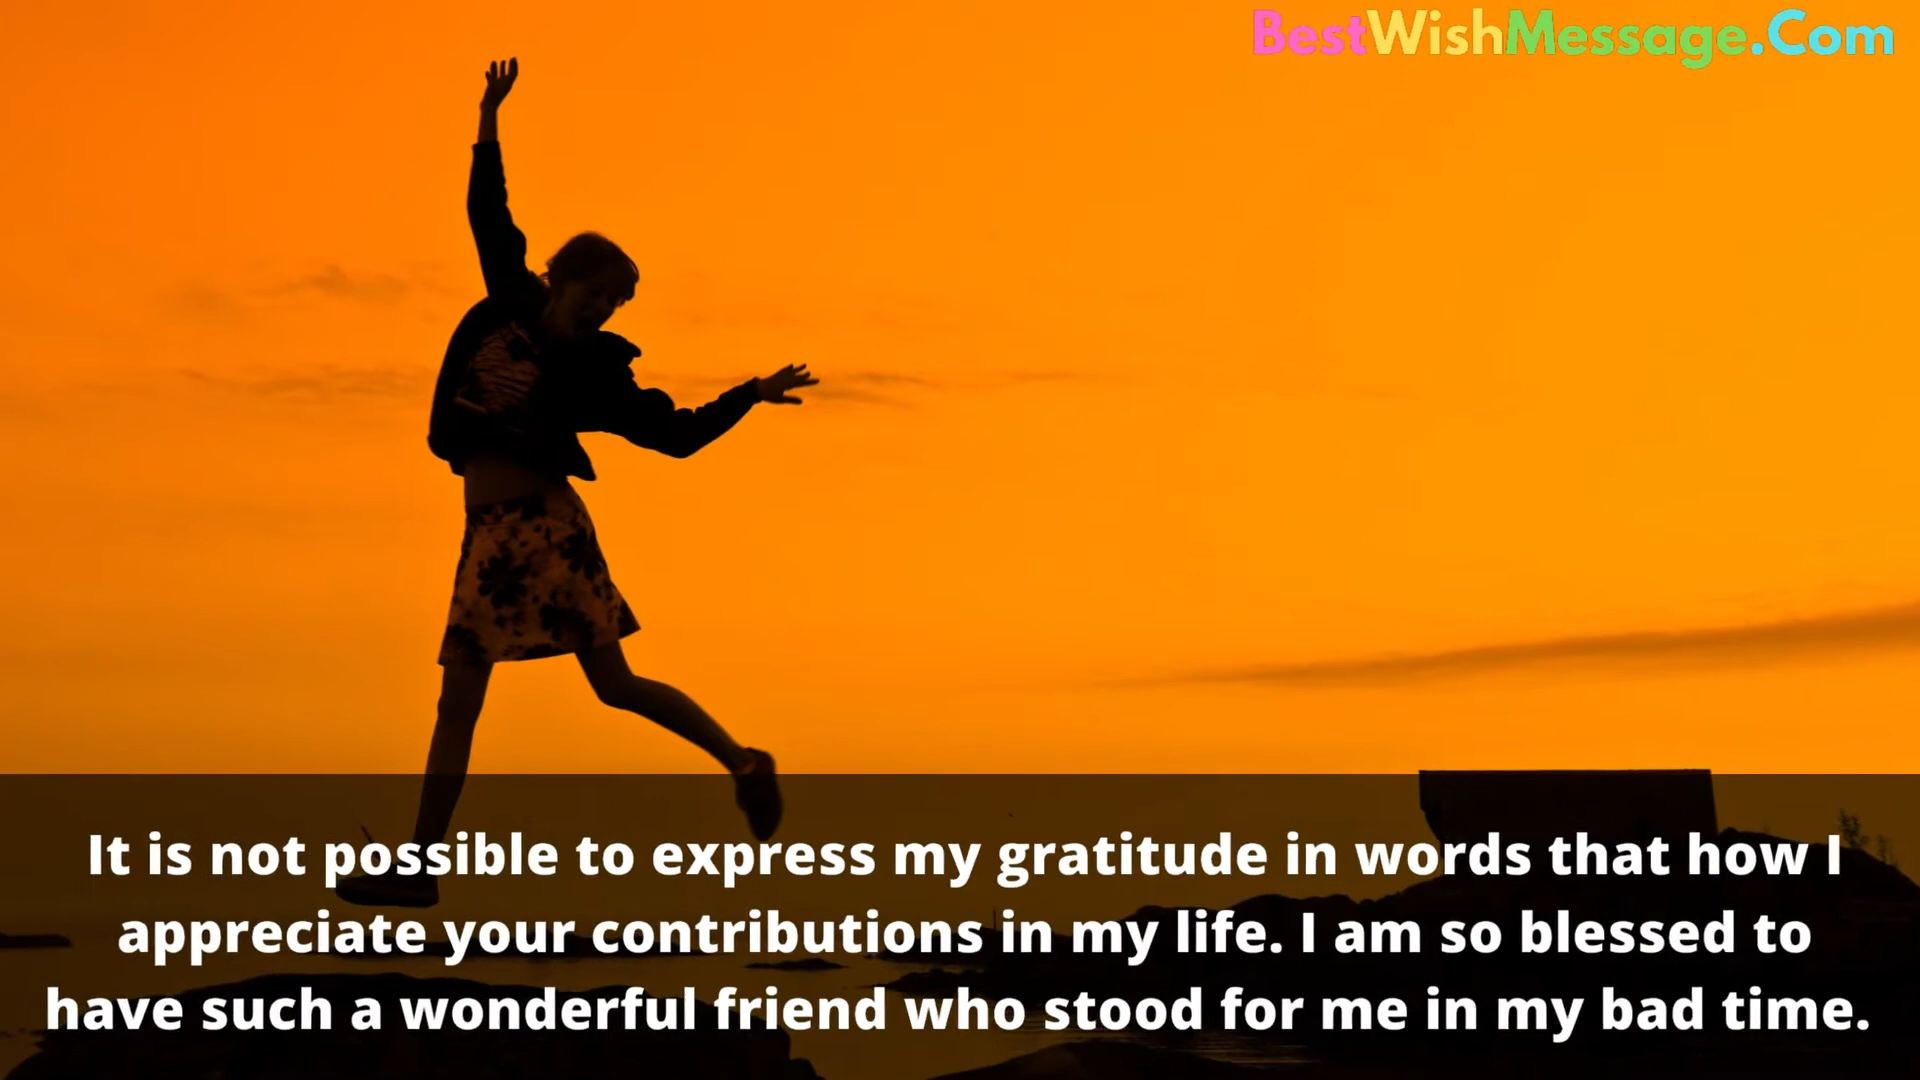 BestWishMessage.Com
It is not possible to express my gratitude in words that how I
appreciate your contributions in my life. I am so blessed to
have such a wonderful friend who stood for me in my bad time.